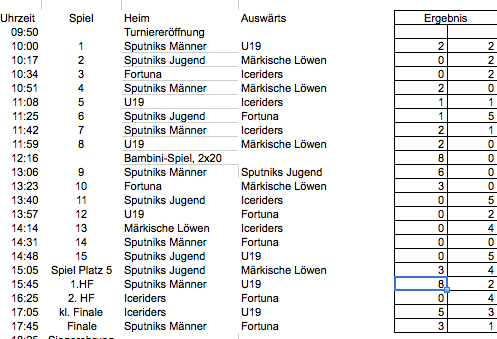 Uhrzeit Spiel Heim Auswärts Ergebnis
09:50 Turniereröffnung
10:00 1 Sputniks Männer U19 2 2
10:17 2 Sputniks Jugend Märkische Löwen 0 2
10:34 3 Fortuna Iceriders 0 2
10:51 4 Sputniks Männer Märkische Löwen 2 0
11:08 5 U19 Iceriders 1 1
11:25 6 Sputniks Jugend Fortuna 1 5
11:42 7 Sputniks Männer Iceriders 2 1
11:59 8 U19 Märkische Löwen 2 0
12:16 Bambini-Spiel, 2x20 8 0
13:06 9 Sputniks Männer Sputniks Jugend 6 0
13:23 10 Fortuna Märkische Löwen 3 0
13:40 11 Sputniks Jugend Iceriders 0 5
13:57 12 U19 Fortuna 0 2
14:14 13 Märkische Löwen Iceriders 0 4
14:31 14 Sputniks Männer Fortuna 0 0
14:48 15 Sputniks Jugend U19 0 5
15:05 Spiel Platz 5 Sputniks Jugend Märkische Löwen 3 4
15:45 1.HF Sputniks Männer U19 8 2
16:25 2. HF Iceriders Fortuna 0 4
17:05 kl. Finale Iceriders U19 5 3
17:45 Finale Sputniks Männer Fortuna 3 1